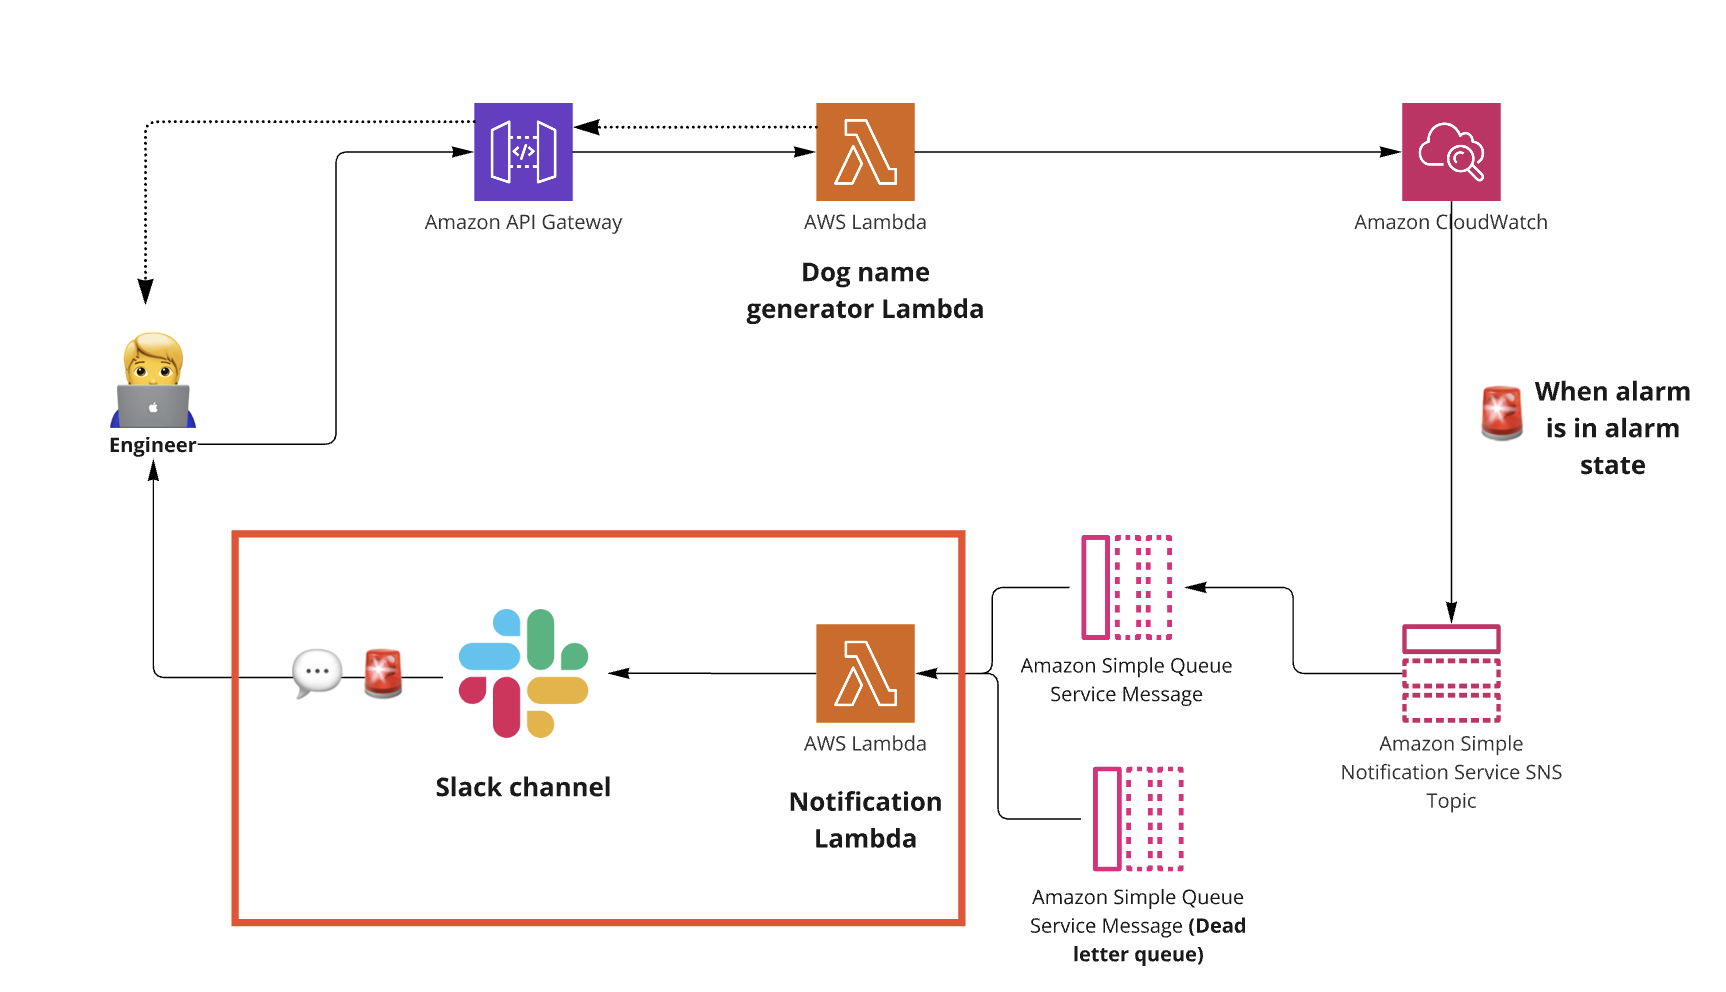 Amazon API Gateway
AWS Lambda
Amazon CloudWatch
Dog name
generator Lambda
When alarm
is in alarm
state
Engineer
Amazon Simple Queue
Service Message
AWS Lambda
Amazon Simple
Notification Service SNS
Topic
Slack channel
Notification
Lambda
Amazon Simple Queue
Service Message (Dead
letter queue)